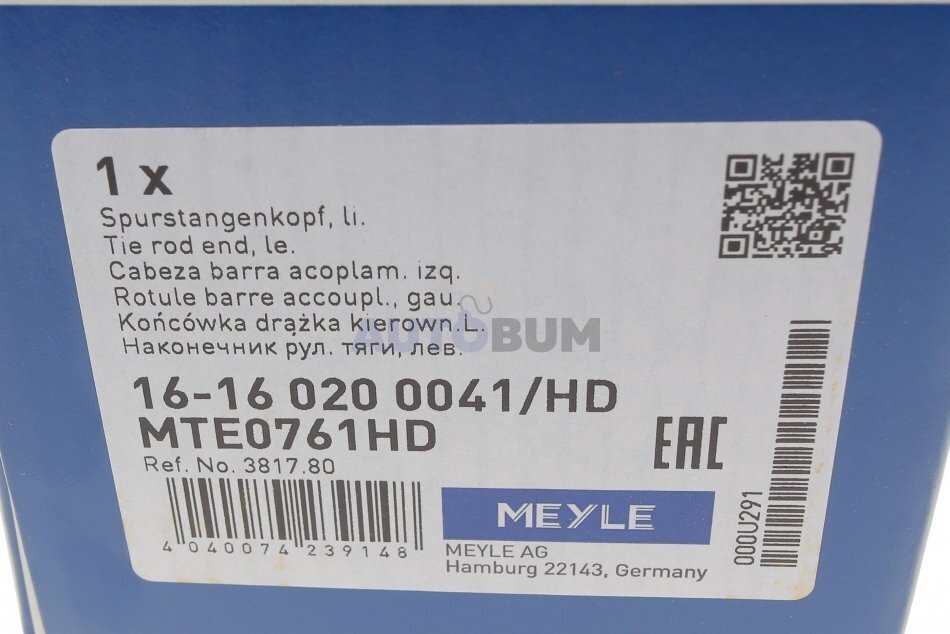 1 x
Spurstangenkopf, li.
Tie rod end, le.
Cabeza barra acoplam. izq.
Rotule barre accoupl., gau.
Końcówka drążka kierown.L.
AUTOBUM
Наконечник рул. тяги, лев.
16-16 020 0041/HD
MTE0761HD
EAC
Ref. No. 3817.80
4 040074 239148
MEYLE
MEYLE AG
Hamburg 22143, Germany
000U291